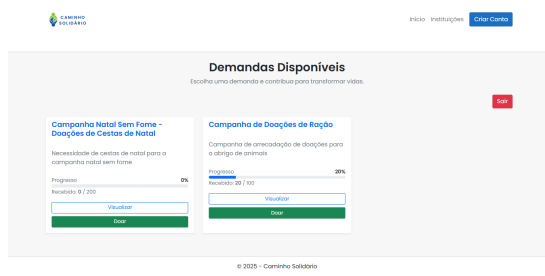 CAMINHO
SOLIDÁRIO
Início Instituições Criar Conta
Demandas Disponíveis
Escolha uma demanda e contribua para transformar vidas.
Sair
Campanha Natal Sem Fome -
Doações de Cestas de Natal
Necessidade de cestas de natal para a
campanha natal sem fome
Progresso 0%
Recebido: 0 / 200
Visualizar
Doar
Campanha de Doações de Ração
Campanha de arrecadação de doações para
o abrigo de animais
Progresso 20%
Recebido: 20 / 100
Visualizar
Doar
© 2025 - Caminho Solidário